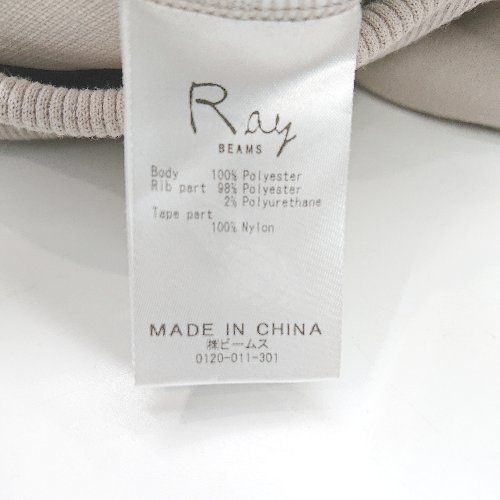 Ray
BEAMS
Body 100% Polyester
Rib part 98% Polyester
2% Polyurethane
Tape part
100% Nylon
MADE IN CHINA
㈱ビームス
0120-011-301